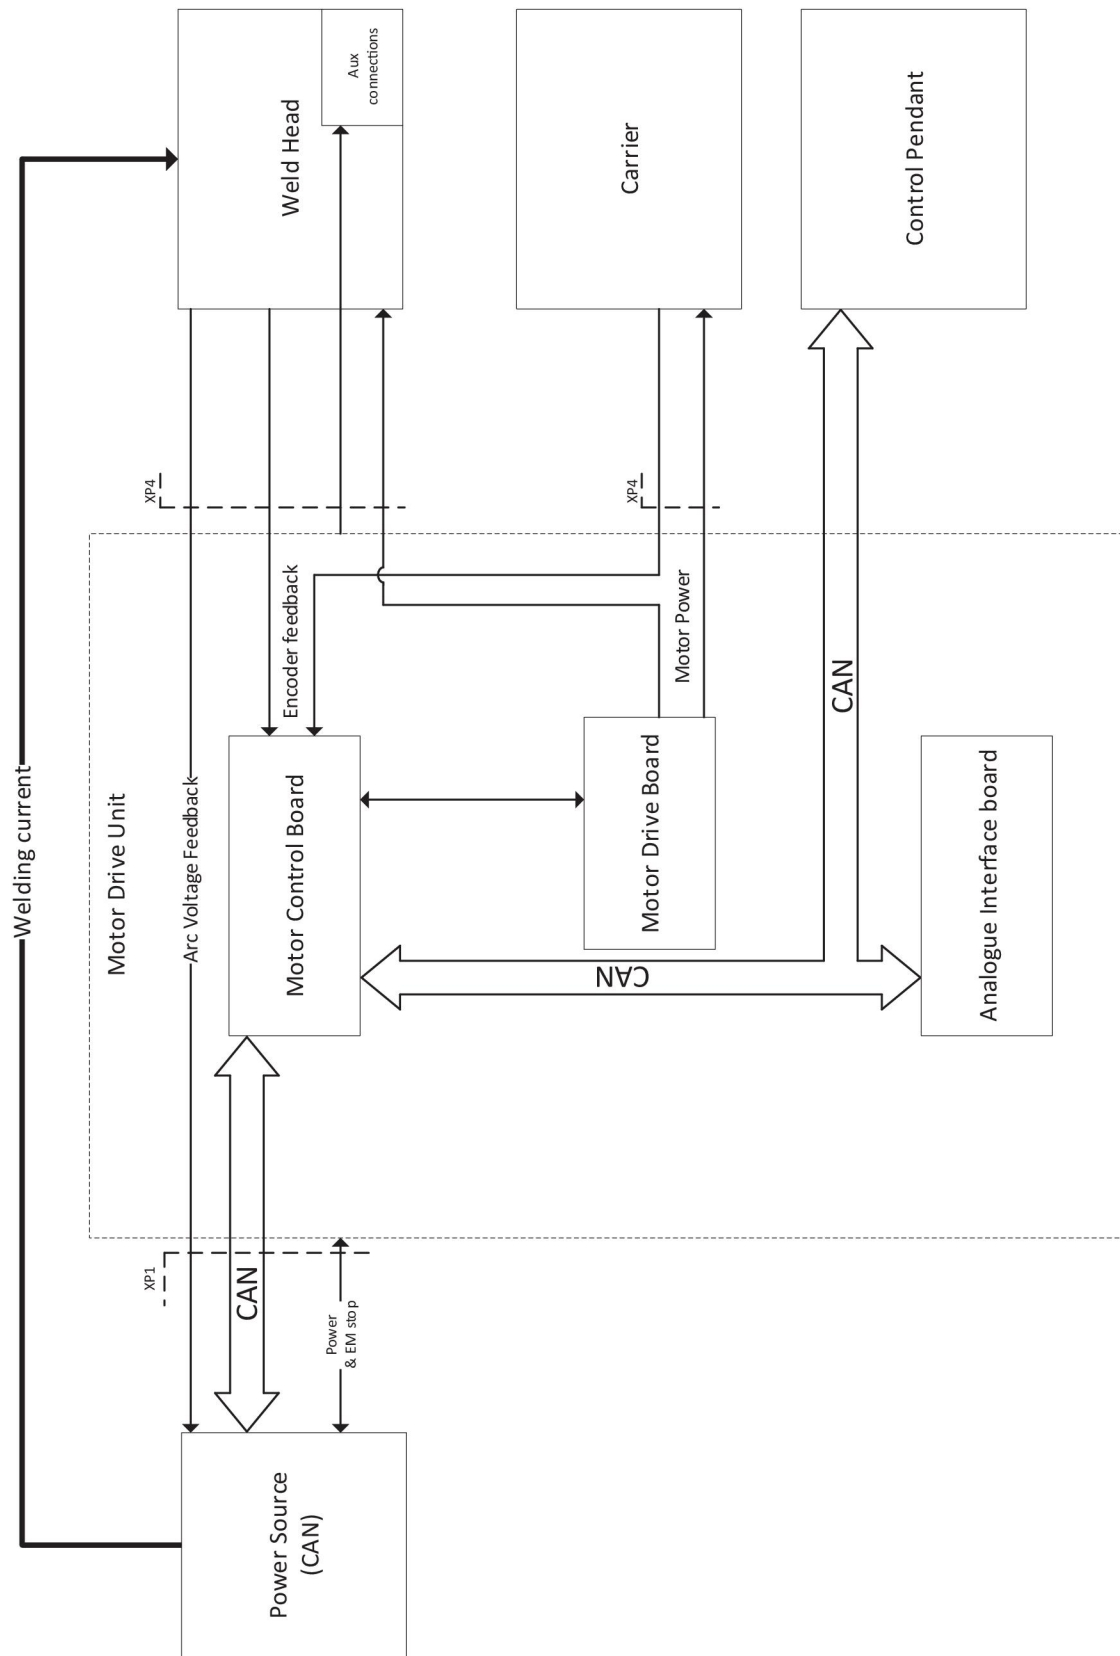 Welding current
Motor Drive Unit
Arc Voltage Feedback
Power Source
(CAN)
XP1
CAN
Power
& EM stop
Motor Control Board
Encoder feedback
XP4
Weld Head
Aux
connections
Motor Drive Board
Motor Power
XP4
Carrier
CAN
CAN
Analogue Interface board
Control Pendant